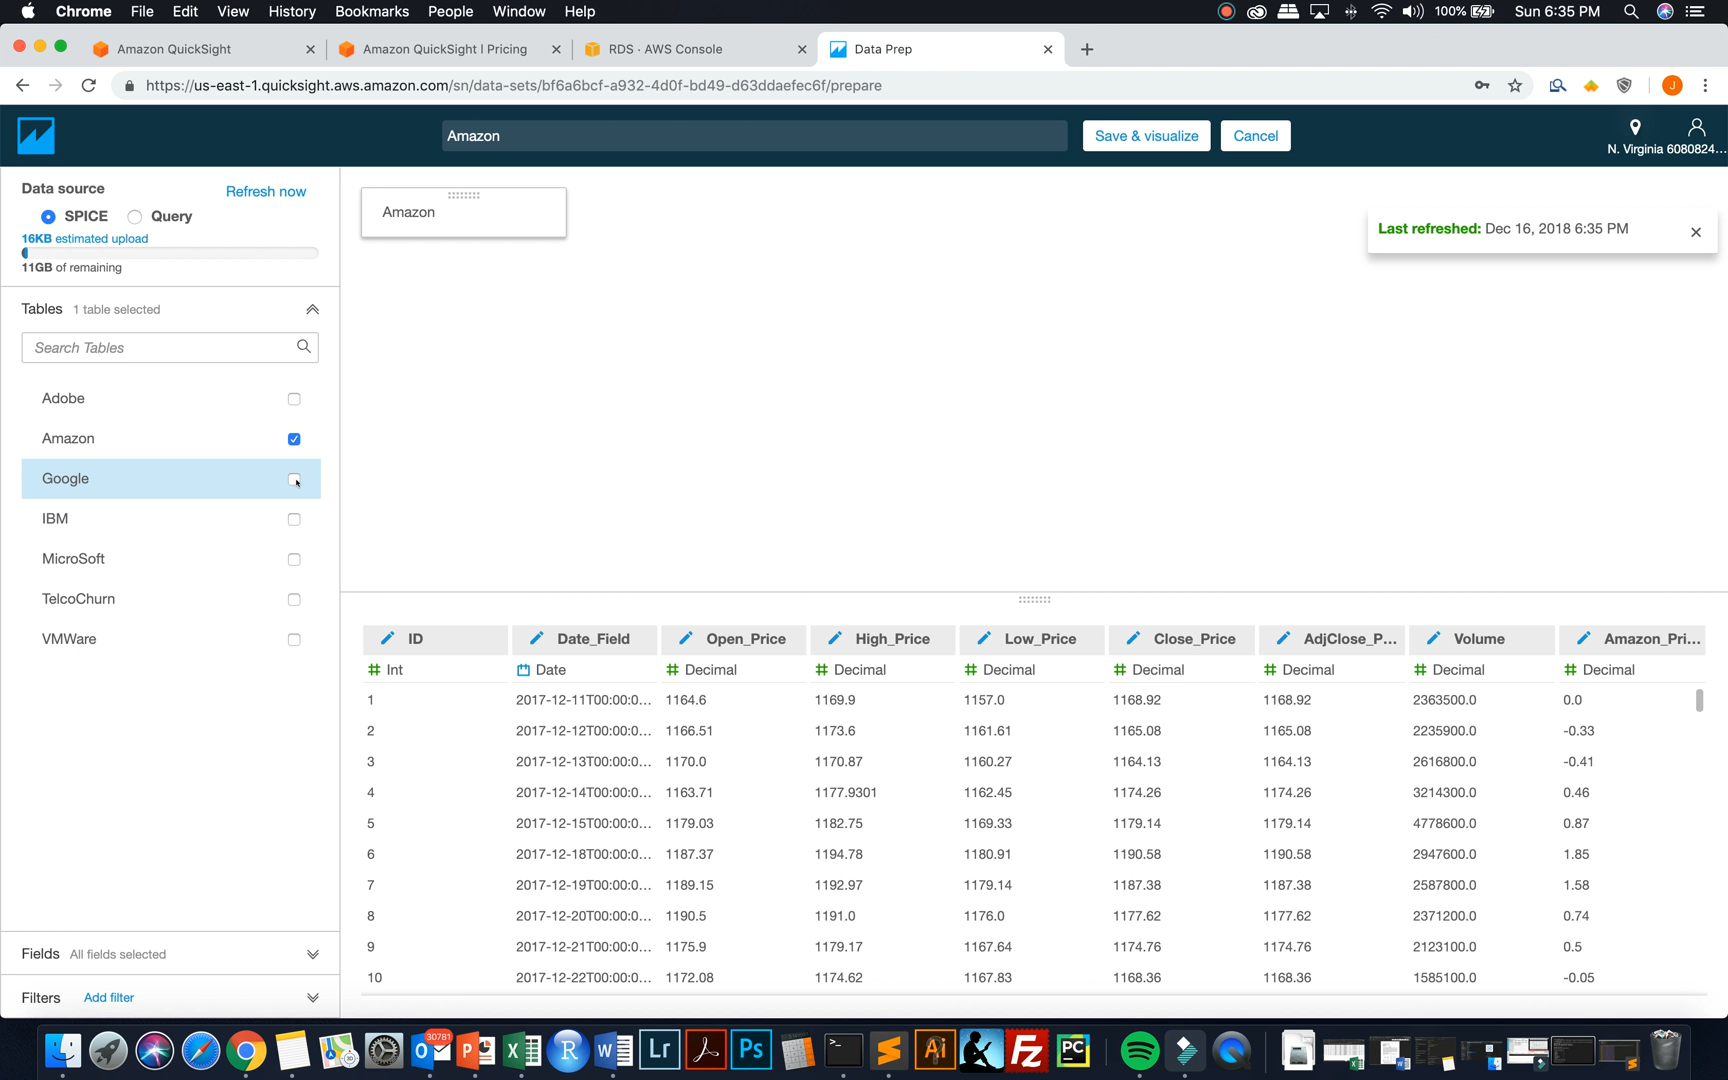 Chrome File Edit View History Bookmarks People Window Help 100% Sun 6:35 PM
Amazon QuickSight Amazon QuickSight | Pricing RDS · AWS Console Data Prep
https://us-east-1.quicksight.aws.amazon.com/sn/data-sets/bf6a6bcf-a932-4d0f-bd49-d63ddaefec6f/prepare J
Amazon Save & visualize Cancel
N. Virginia 6080824...
Data source Refresh now
SPICE Query
16KB estimated upload
11GB of remaining
Amazon
Last refreshed: Dec 16, 2018 6:35 PM
Tables 1 table selected
Search Tables
Adobe
Amazon
Google
IBM
MicroSoft
TelcoChurn
VMWare
Fields All fields selected
Filters Add filter
ID Date_Field Open_Price High_Price Low_Price Close_Price AdjClose_P... Volume Amazon_Pri...
Int Date Decimal Decimal Decimal Decimal Decimal Decimal Decimal
1 2017-12-11T00:00:0... 1164.6 1169.9 1157.0 1168.92 1168.92 2363500.0 0.0
2 2017-12-12T00:00:0... 1166.51 1173.6 1161.61 1165.08 1165.08 2235900.0 -0.33
3 2017-12-13T00:00:0... 1170.0 1170.87 1160.27 1164.13 1164.13 2616800.0 -0.41
4 2017-12-14T00:00:0... 1163.71 1177.9301 1162.45 1174.26 1174.26 3214300.0 0.46
5 2017-12-15T00:00:0... 1179.03 1182.75 1169.33 1179.14 1179.14 4778600.0 0.87
6 2017-12-18T00:00:0... 1187.37 1194.78 1180.91 1190.58 1190.58 2947600.0 1.85
7 2017-12-19T00:00:0... 1189.15 1192.97 1179.14 1187.38 1187.38 2587800.0 1.58
8 2017-12-20T00:00:0... 1190.5 1191.0 1176.0 1177.62 1177.62 2371200.0 0.74
9 2017-12-21T00:00:0... 1175.9 1179.17 1167.64 1174.76 1174.76 2123100.0 0.5
10 2017-12-22T00:00:0... 1172.08 1174.62 1167.83 1168.36 1168.36 1585100.0 -0.05
30781
O P X R W Lr Ps S Ai FZ PC